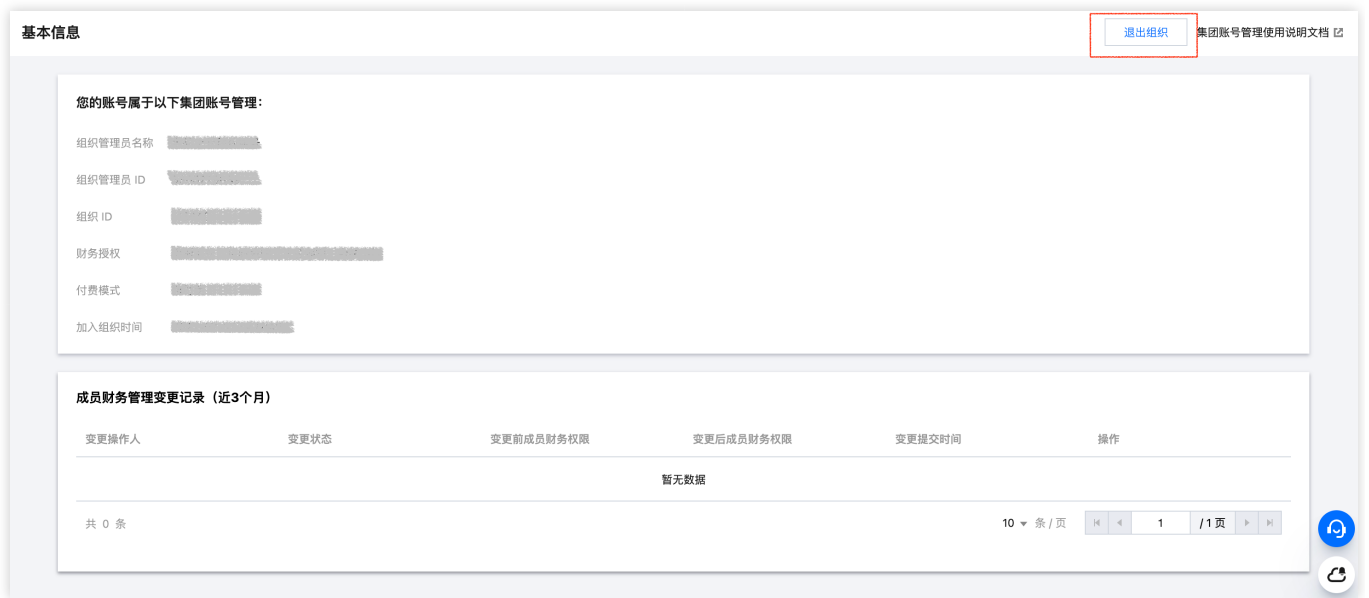 基本信息
退出组织
集团账号管理使用说明文档
您的账号属于以下集团账号管理：
组织管理员名称
组织管理员 ID
组织 ID
财务授权
付费模式
加入组织时间
成员财务管理变更记录（近3个月）
变更操作人 变更状态 变更前成员财务权限 变更后成员财务权限 变更提交时间 操作
暂无数据
共 0 条 10 条 / 页 1 / 1 页